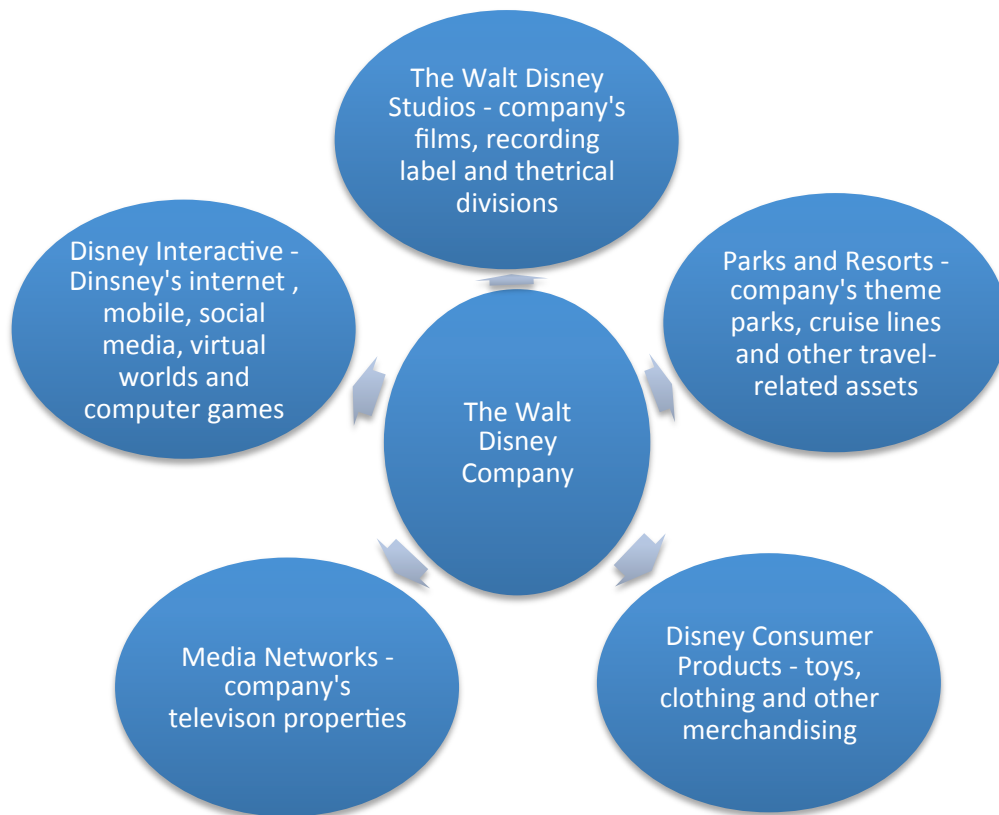 The Walt Disney
Studios - company's
films, recording
label and thetrical
divisions
Disney Interactive -
Dinsney's internet ,
mobile, social
media, virtual
worlds and
computer games
Parks and Resorts -
company's theme
parks, cruise lines
and other travel-
related assets
The Walt
Disney
Company
Media Networks -
company's
televison properties
Disney Consumer
Products - toys,
clothing and other
merchandising